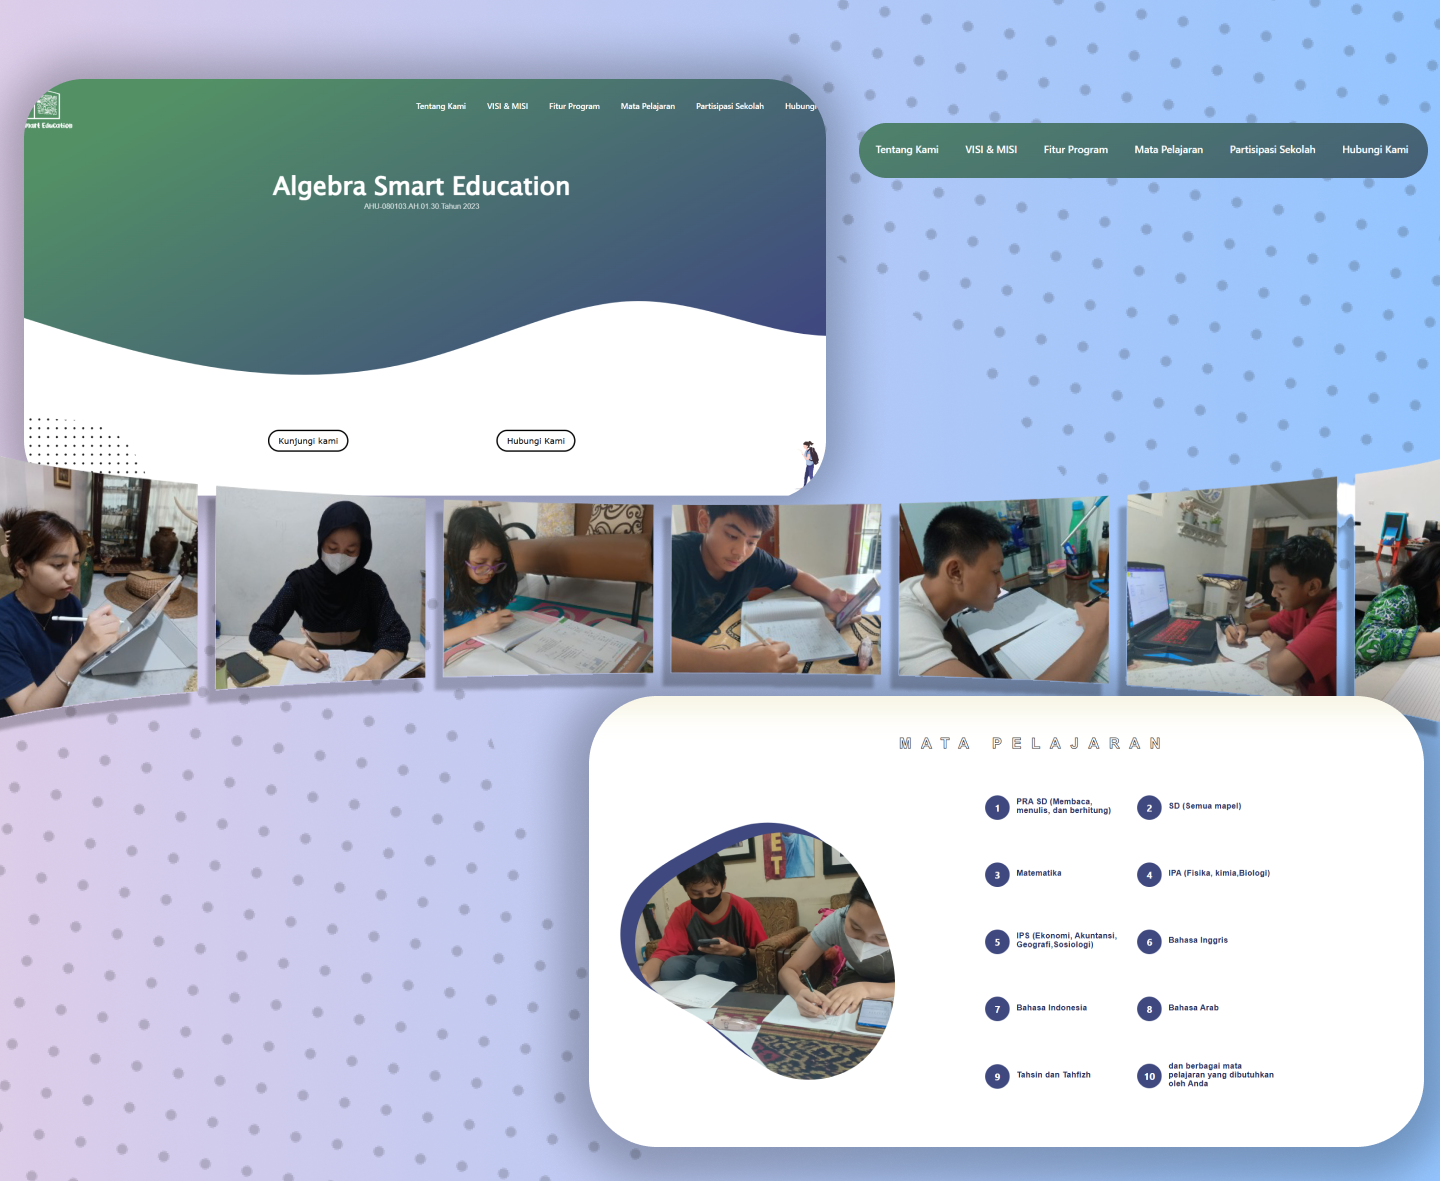 Smart Education
Tentang Kami
VISI & MISI
Fitur Program
Mata Pelajaran
Partisipasi Sekolah
Hubungi
Algebra Smart Education
AHU-080103.AH.01.30.Tahun 2023
Kunjungi kami
Hubungi Kami
Tentang Kami
VISI & MISI
Fitur Program
Mata Pelajaran
Partisipasi Sekolah
Hubungi Kami
MATA PELAJARAN
1
PRA SD (Membaca,
menulis, dan berhitung)
2
SD (Semua mapel)
3
Matematika
4
IPA (Fisika, kimia,Biologi)
5
IPS (Ekonomi, Akuntansi,
Geografi,Sosiologi)
6
Bahasa Inggris
7
Bahasa Indonesia
8
Bahasa Arab
9
Tahsin dan Tahfizh
10
dan berbagai mata
pelajaran yang dibutuhkan
oleh Anda